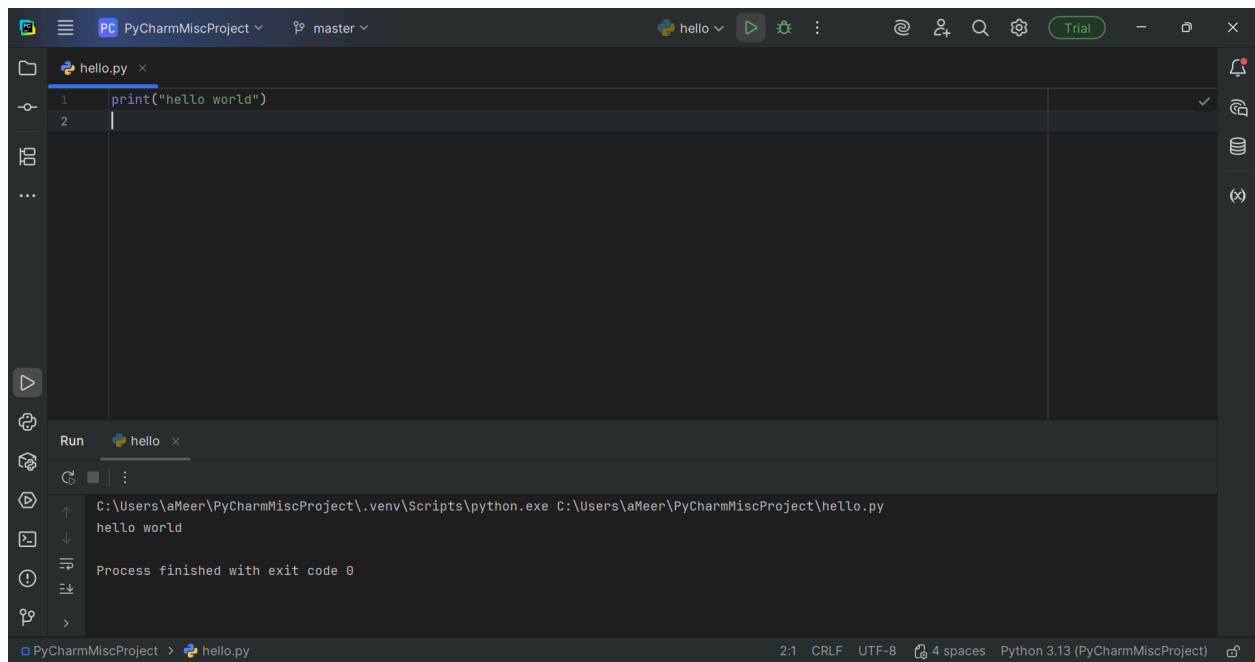 PC PyCharmMiscProject master hello Trial
hello.py
1 print("hello world")
2
Run hello
C:\Users\aMeer\PyCharmMiscProject\.venv\Scripts\python.exe C:\Users\aMeer\PyCharmMiscProject\hello.py
hello world
Process finished with exit code 0
PyCharmMiscProject > hello.py 2:1 CRLF UTF-8 4 spaces Python 3.13 (PyCharmMiscProject)